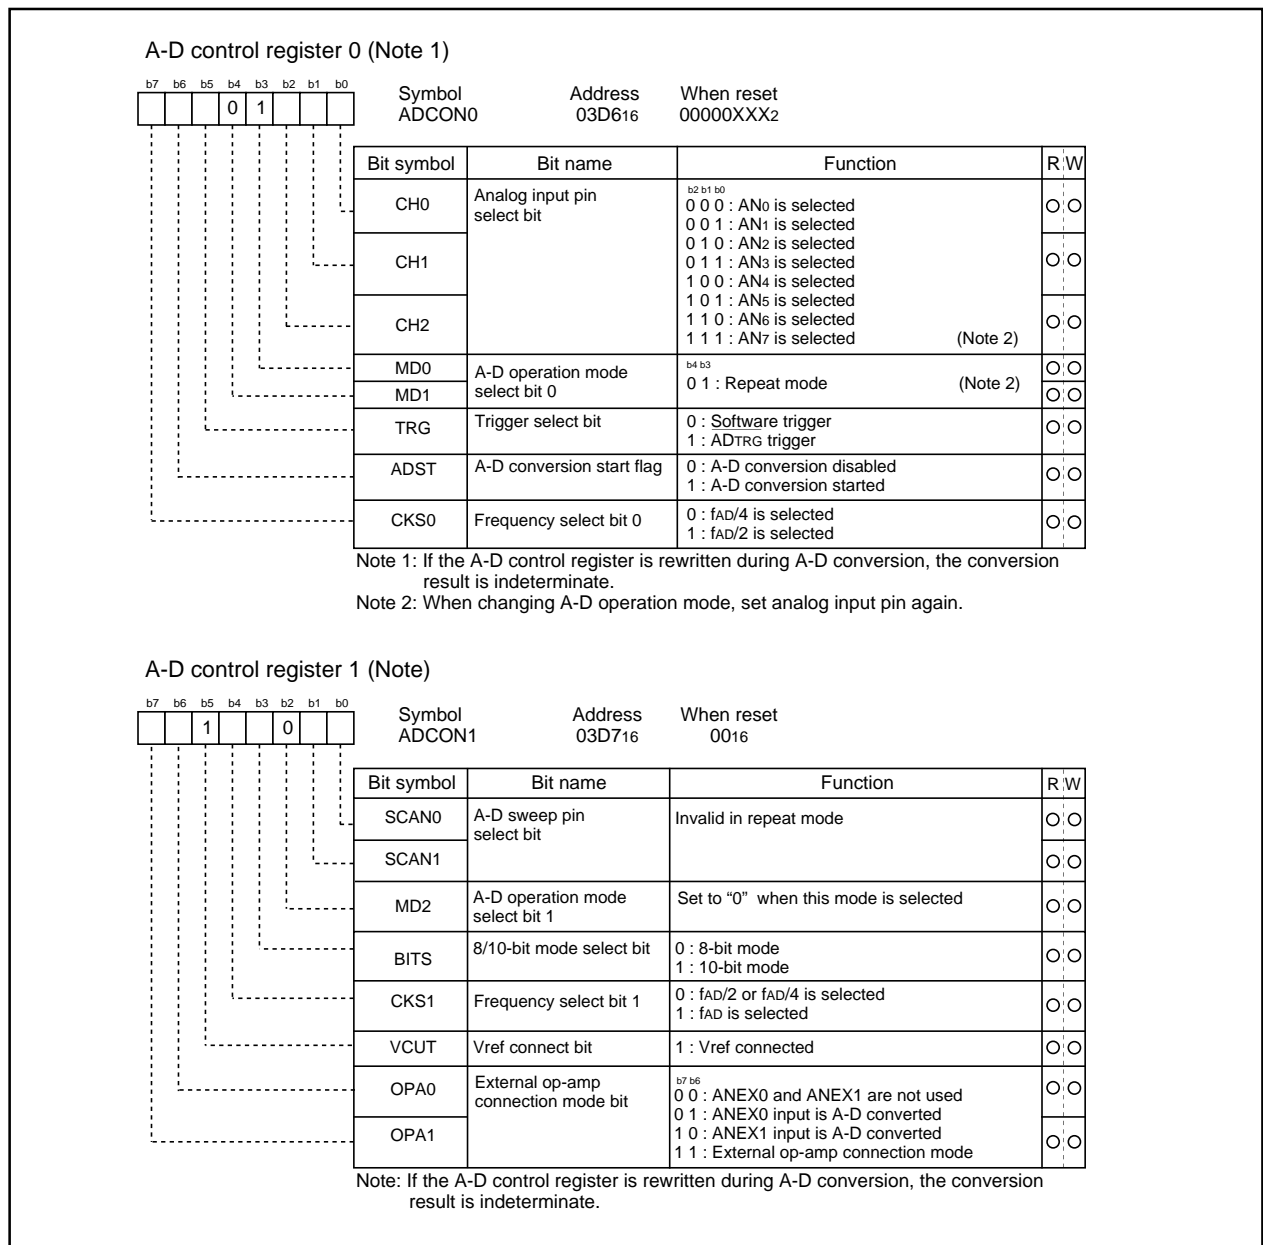 A-D control register 0 (Note 1)
b7 b6 b5 b4 b3 b2 b1 b0
0 1
Symbol Address When reset
ADCON0 03D616 00000XXX2
Bit symbol Bit name Function R W
CH0 Analog input pin select bit
b2 b1 b0
0 0 0 : AN0 is selected
0 0 1 : AN1 is selected
0 1 0 : AN2 is selected
CH1 0 1 1 : AN3 is selected
1 0 0 : AN4 is selected
1 0 1 : AN5 is selected
CH2 1 1 0 : AN6 is selected
1 1 1 : AN7 is selected (Note 2)
MD0 A-D operation mode
b4 b3
MD1 select bit 0 0 1 : Repeat mode (Note 2)
TRG Trigger select bit 0 : Software trigger
1 : ADTRG trigger
ADST A-D conversion start flag 0 : A-D conversion disabled
1 : A-D conversion started
CKS0 Frequency select bit 0 0 : fAD/4 is selected
1 : fAD/2 is selected
Note 1: If the A-D control register is rewritten during A-D conversion, the conversion
result is indeterminate.
Note 2: When changing A-D operation mode, set analog input pin again.
A-D control register 1 (Note)
b7 b6 b5 b4 b3 b2 b1 b0
1 0
Symbol Address When reset
ADCON1 03D716 0016
Bit symbol Bit name Function R W
SCAN0 A-D sweep pin Invalid in repeat mode
select bit
SCAN1
MD2 A-D operation mode Set to “0” when this mode is selected
select bit 1
BITS 8/10-bit mode select bit 0 : 8-bit mode
1 : 10-bit mode
CKS1 Frequency select bit 1 0 : fAD/2 or fAD/4 is selected
1 : fAD is selected
VCUT Vref connect bit 1 : Vref connected
OPA0 External op-amp
connection mode bit
b7 b6
0 0 : ANEX0 and ANEX1 are not used
0 1 : ANEX0 input is A-D converted
OPA1 1 0 : ANEX1 input is A-D converted
1 1 : External op-amp connection mode
Note: If the A-D control register is rewritten during A-D conversion, the conversion
result is indeterminate.